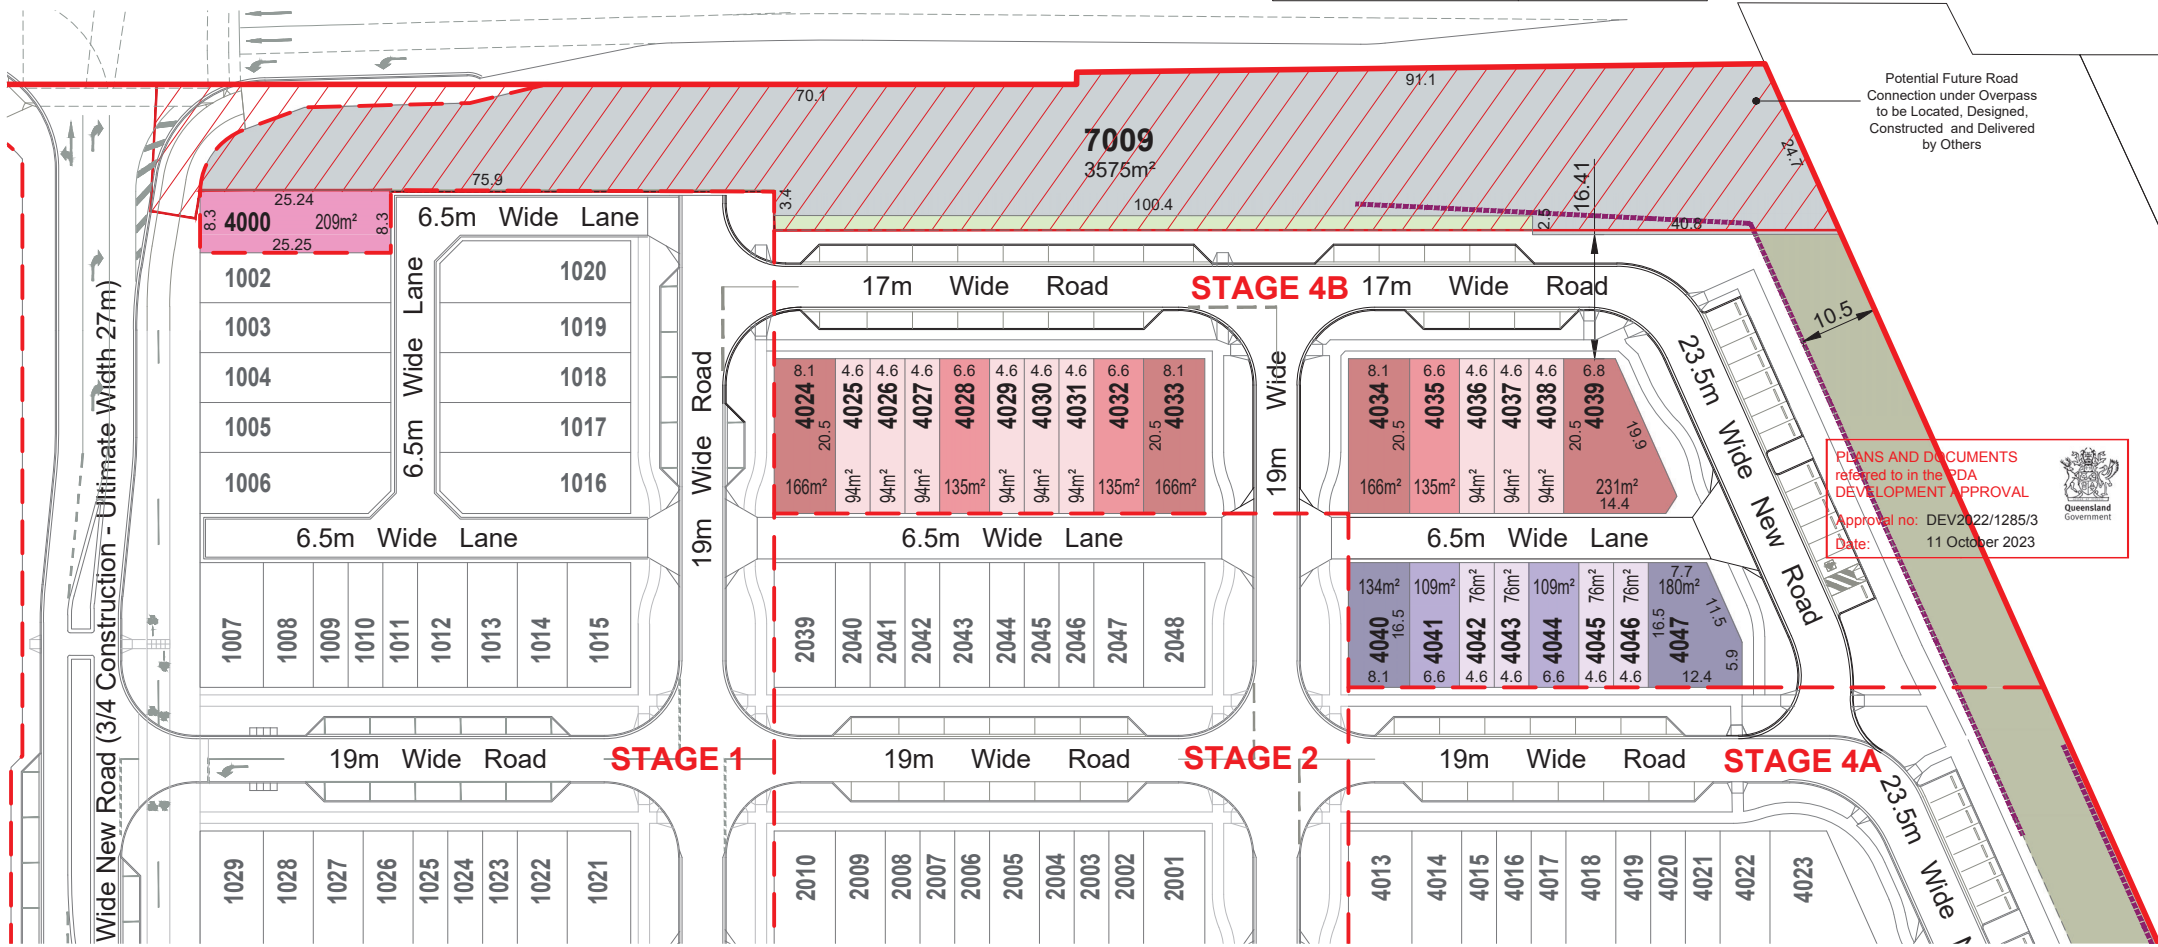 70.1
91.1
Potential Future Road
Connection under Overpass
to be Located, Designed,
Constructed and Delivered
by Others
7009
3575m²
24.7
75.9
3.4
100.4
16.41
2.5
40.8
25.24
8.3
4000
209m²
8.3
25.25
6.5m Wide Lane
1002
1003
1004
1005
1006
6.5m Wide Lane
1020
1019
1018
1017
1016
17m Wide Road
STAGE 4B
17m Wide Road
10.5
23.5m Wide New Road
19m Wide Road
19m Wide
8.1
4.6
4.6
4.6
6.6
4.6
4.6
4.6
6.6
8.1
4024
4025
4026
4027
4028
4029
4030
4031
4032
4033
20.5
20.5
166m²
94m²
94m²
94m²
135m²
94m²
94m²
94m²
135m²
166m²
8.1
6.6
4.6
4.6
4.6
6.8
4034
4035
4036
4037
4038
4039
20.5
20.5
19.9
166m²
135m²
94m²
94m²
94m²
231m²
14.4
PLANS AND DOCUMENTS
referred to in the PDA
DEVELOPMENT APPROVAL
Approval no: DEV2022/1285/3
Date: 11 October 2023
Queensland
Government
6.5m Wide Lane
6.5m Wide Lane
6.5m Wide Lane
Wide New Road (3/4 Construction - Ultimate Width 27m)
1007
1008
1009
1010
1011
1012
1013
1014
1015
2039
2040
2041
2042
2043
2044
2045
2046
2047
2048
134m²
109m²
76m²
76m²
109m²
76m²
76m²
7.7
180m²
4040
4041
4042
4043
4044
4045
4046
4047
16.5
16.5
11.5
5.9
8.1
6.6
4.6
4.6
6.6
4.6
4.6
12.4
19m Wide Road
STAGE 1
19m Wide Road
STAGE 2
19m Wide Road
STAGE 4A
23.5m Wide
1029
1028
1027
1026
1025
1024
1023
1022
1021
2010
2009
2008
2007
2006
2005
2004
2003
2002
2001
4013
4014
4015
4016
4017
4018
4019
4020
4021
4022
4023